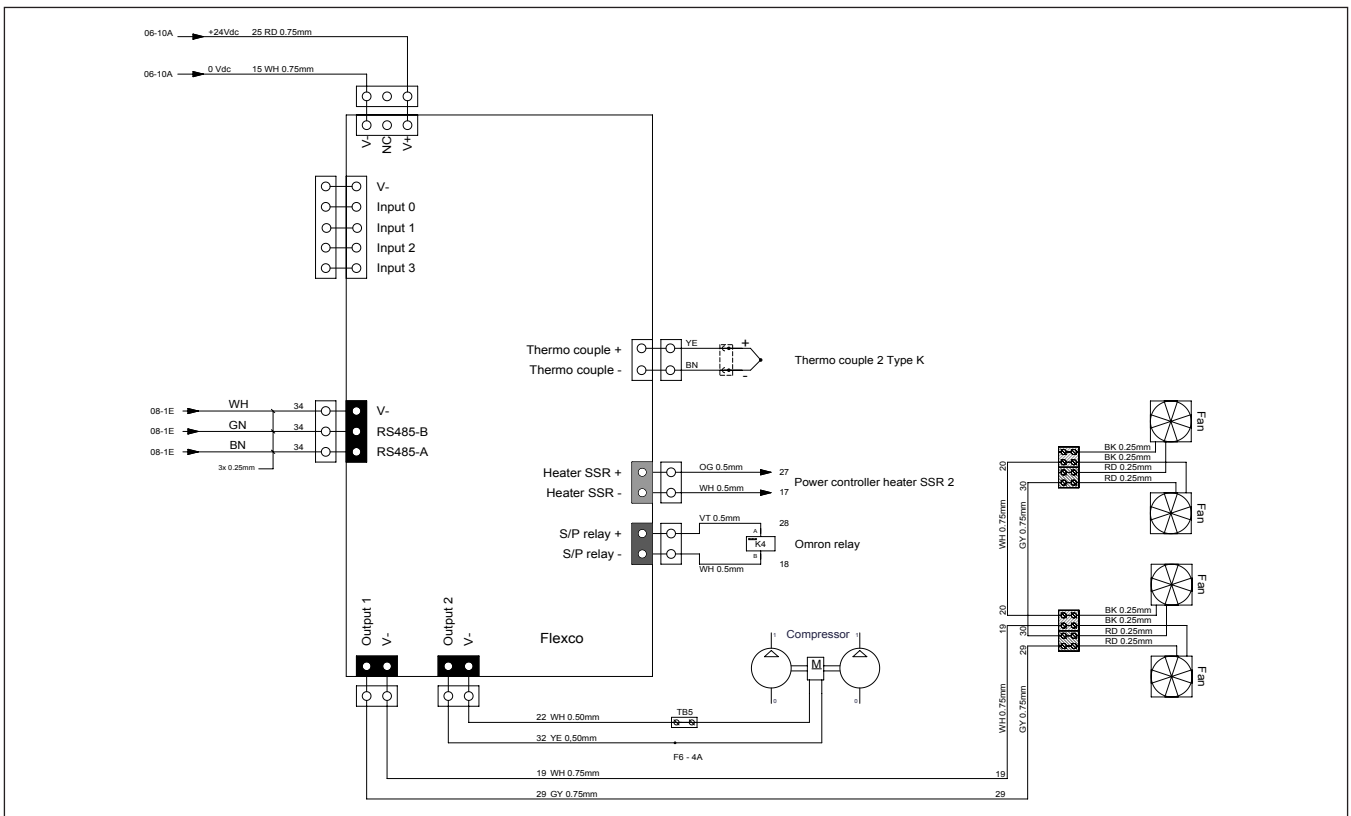 06-10A +24Vdc 25 RD 0.75mm
06-10A 0 Vdc 15 WH 0.75mm
V-
NC
V+
V-
Input 0
Input 1
Input 2
Input 3
Thermo couple + YE +
Thermo couple 2 Type K
Thermo couple - BN -
08-1E WH 34 V-
08-1E GN 34 RS485-B
08-1E BN 34 RS485-A
3x 0.25mm
Heater SSR + OG 0.5mm 27
Power controller heater SSR 2
Heater SSR - WH 0.5mm 17
S/P relay + VT 0.5mm 28
A
K4
B
Omron relay
S/P relay - WH 0.5mm 18
Output 1
V-
Output 2
V-
Flexco
Compressor
1
1
M
0
0
22 WH 0.50mm TB5
32 YE 0,50mm
F6 - 4A
19 WH 0.75mm 19
29 GY 0.75mm 29
Fan
BK 0.25mm
BK 0.25mm
RD 0.25mm
RD 0.25mm
20
30
Fan
WH 0.75mm
GY 0.75mm
Fan
20
19
30
29
BK 0.25mm
BK 0.25mm
RD 0.25mm
RD 0.25mm
Fan
WH 0.75mm
GY 0.75mm